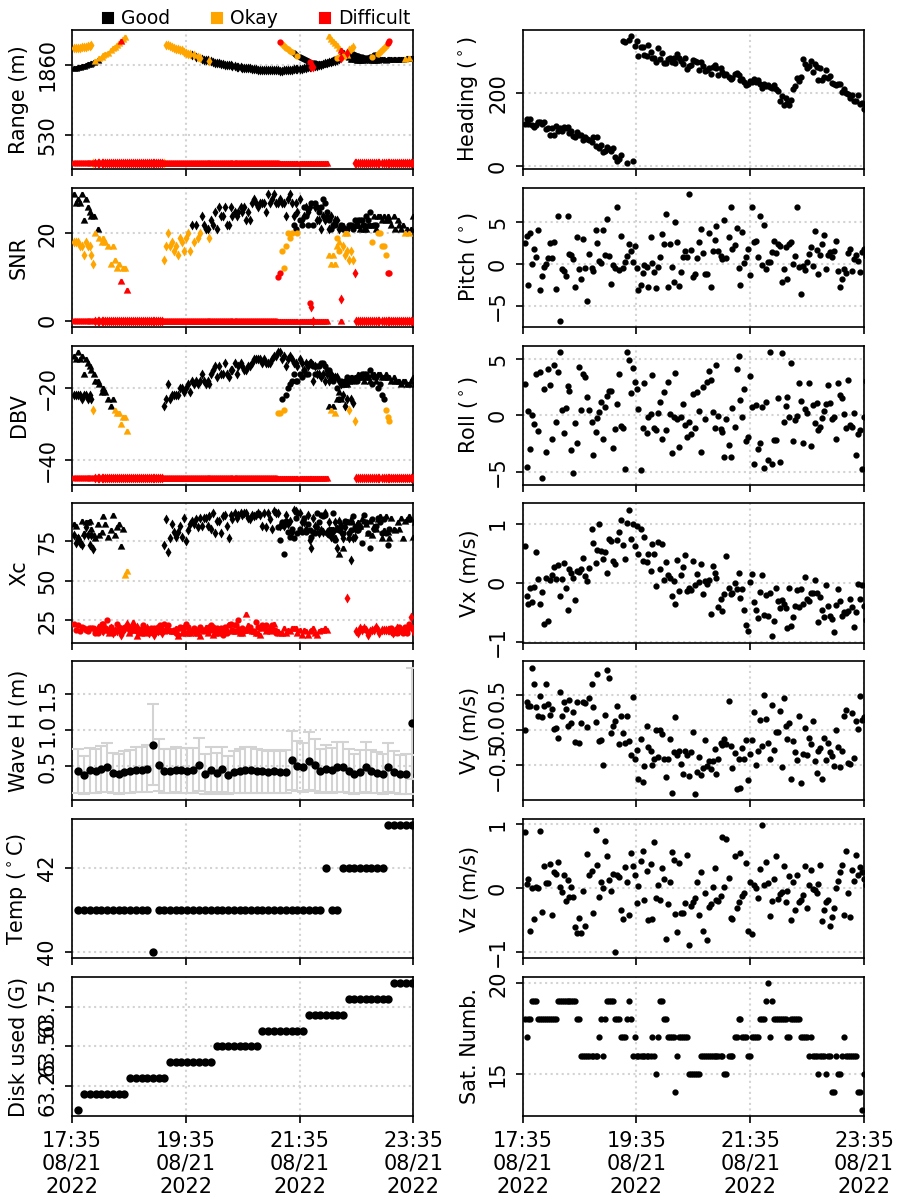 Good Okay Difficult
Range (m)
1860
530
Heading (°)
200
0
SNR
20
0
Pitch (°)
5
0
−5
DBV
−20
−40
Roll (°)
5
0
−5
Xc
75
50
25
Vx (m/s)
1
0
−1
Wave H (m)
1.5
1.0
0.5
Vy (m/s)
0.5
0.0
−0.5
Temp (°C)
42
40
Vz (m/s)
1
0
−1
Disk used (G)
63.75
63.50
63.25
Sat. Numb.
20
15
17:35 19:35 21:35 23:35 17:35 19:35 21:35 23:35
08/21 08/21 08/21 08/21 08/21 08/21 08/21 08/21
2022 2022 2022 2022 2022 2022 2022 2022